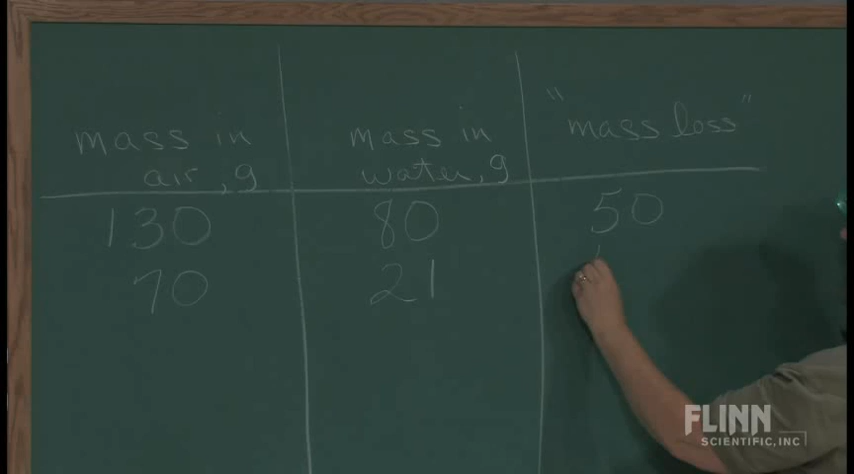 mass in
air, g
mass in
water, g
"mass loss"
130
80
50
70
21
FLINN
SCIENTIFIC, INC